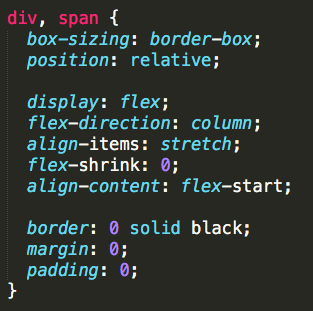 div, span {
  box-sizing: border-box;
  position: relative;

  display: flex;
  flex-direction: column;
  align-items: stretch;
  flex-shrink: 0;
  align-content: flex-start;

  border: 0 solid black;
  margin: 0;
  padding: 0;
}